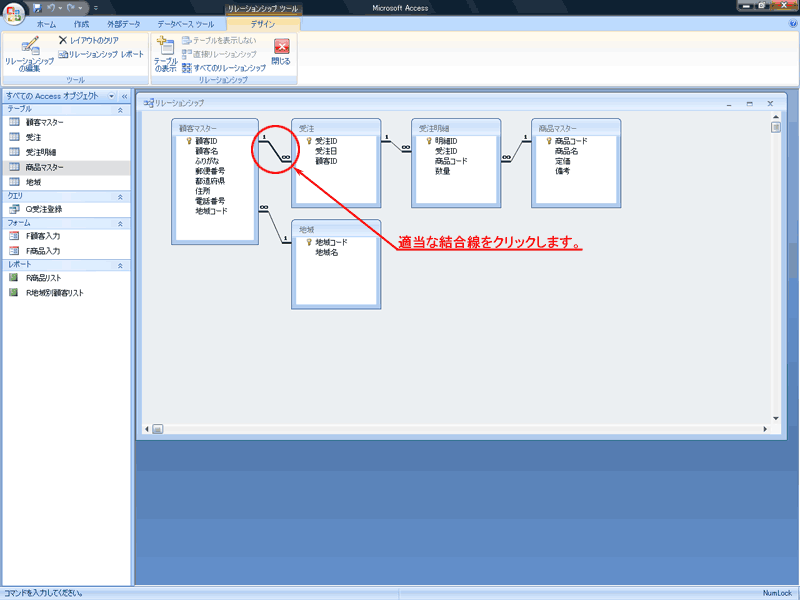 リレーションシップ ツール
Microsoft Access
ホーム
作成
外部データ
データベース ツール
デザイン
リレーションシップ
の編集
レイアウトのクリア
リレーションシップ レポート
ツール
テーブル
の表示
テーブルを表示しない
直接リレーションシップ
すべてのリレーションシップ
閉じる
リレーションシップ
すべての Access オブジェクト
テーブル
顧客マスター
受注
受注明細
商品マスター
地域
クエリ
Q受注登録
フォーム
F顧客入力
F商品入力
レポート
R商品リスト
R地域別顧客リスト
リレーションシップ
顧客マスター
顧客ID
顧客名
ふりがな
郵便番号
都道府県
住所
電話番号
地域コード
1
∞
受注
受注ID
受注日
顧客ID
1
∞
受注明細
明細ID
受注ID
商品コード
数量
∞
1
商品マスター
商品コード
商品名
定価
備考
∞
1
地域
地域コード
地域名
適当な結合線をクリックします。
コマンドを入力してください。
NumLock